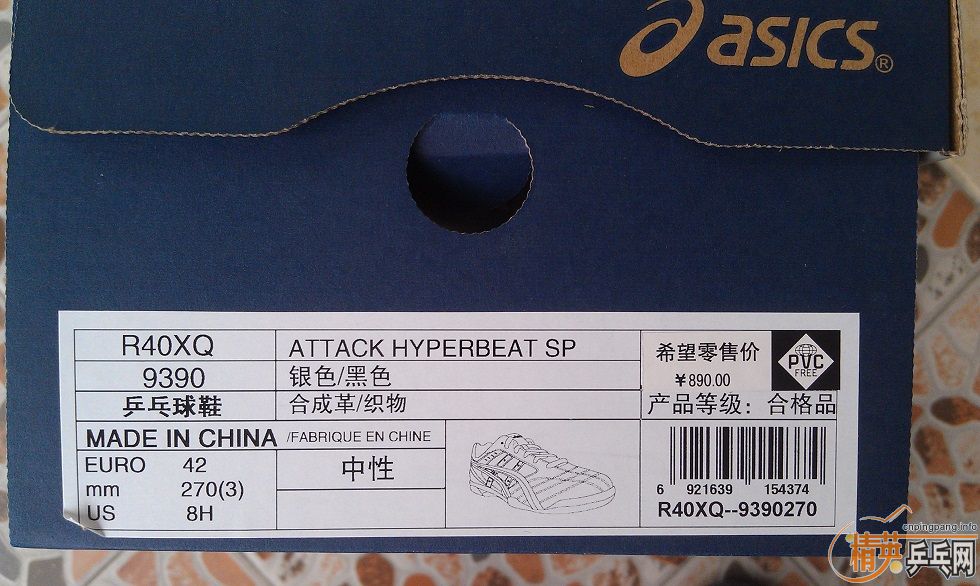 asics®
R40XQ
ATTACK HYPERBEAT SP
希望零售价
¥890.00
PVC
FREE
9390
银色/黑色
乒乓球鞋
合成革/织物
产品等级：合格品
MADE IN CHINA /FABRIQUE EN CHINE
EURO 42
中性
mm 270(3)
US 8H
6 921639 154374
R40XQ--9390270
cnpingpang.info
精英乒乓网